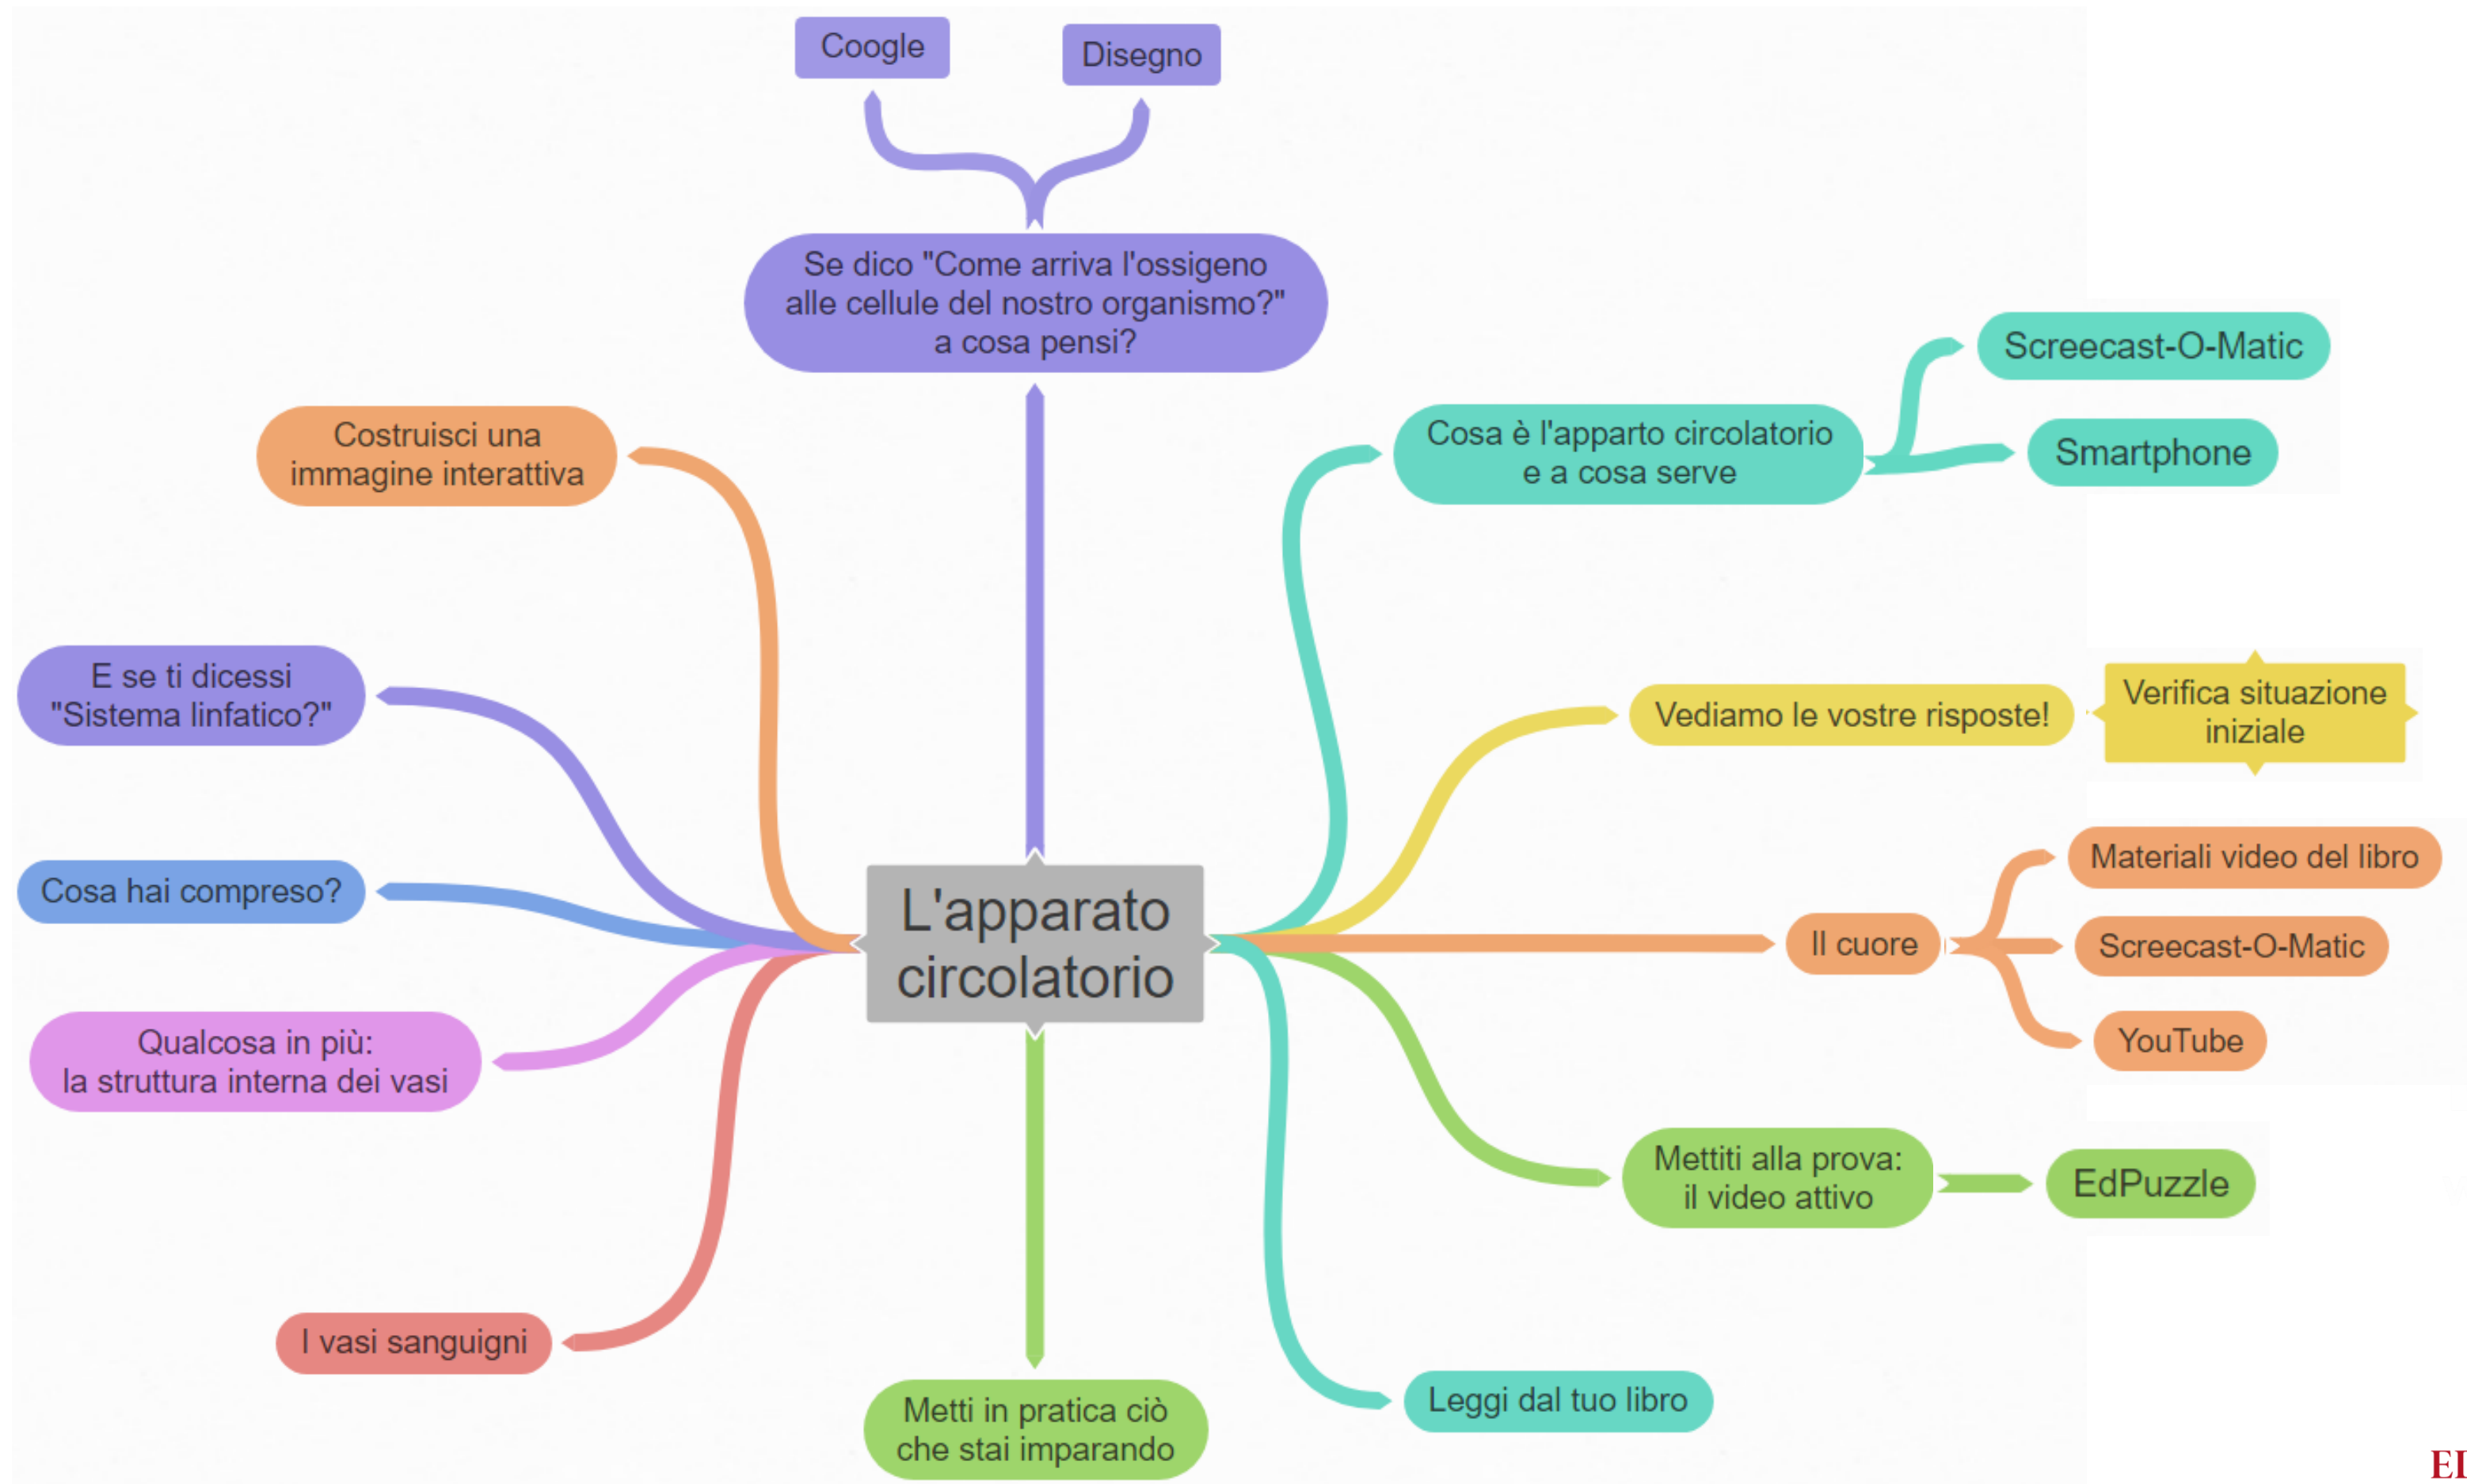 Coogle
Disegno
Se dico "Come arriva l'ossigeno
alle cellule del nostro organismo?"
a cosa pensi?
Cosa è l'apparto circolatorio
e a cosa serve
Screecast-O-Matic
Smartphone
Vediamo le vostre risposte!
Verifica situazione
iniziale
Il cuore
Materiali video del libro
Screecast-O-Matic
YouTube
Mettiti alla prova:
il video attivo
EdPuzzle
Leggi dal tuo libro
Metti in pratica ciò
che stai imparando
I vasi sanguigni
Qualcosa in più:
la struttura interna dei vasi
Cosa hai compreso?
E se ti dicessi
"Sistema linfatico?"
Costruisci una
immagine interattiva
L'apparato
circolatorio